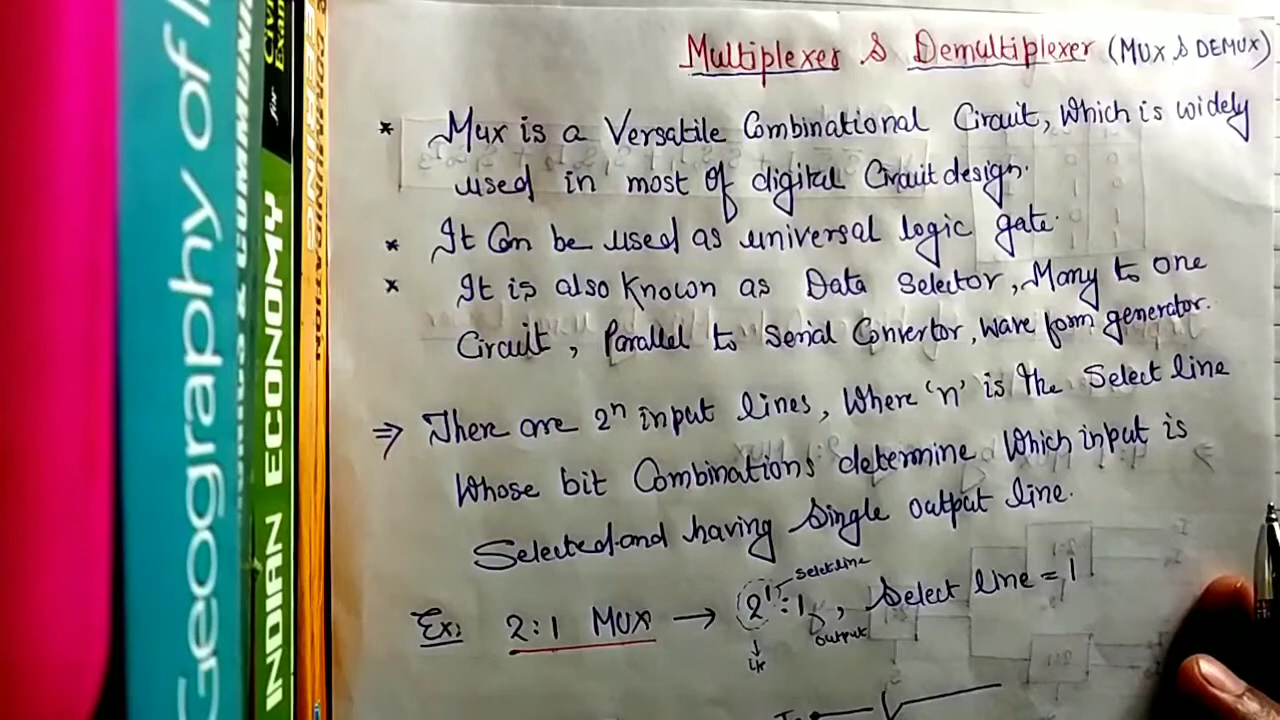 Geography of I
INDIAN ECONOMY
for
Civil
Exam
Multiplexer & Demultiplexer (MUX & DEMUX)
* Mux is a Versatile Combinational Circuit, Which is widely
used in most of digital Circuit design.
* It Can be used as universal logic gate.
* It is also Known as Data Selector, Many to one
Circuit, Parallel to Serial Convertor, wave form generator.
⇒ There are 2ⁿ input lines, Where 'n' is the Select line
Whose bit Combinations determine Which input is
Selected and having Single output line.
Select line
Ex: 2:1 MUX → 2¹:1, Select line = 1
output
i/p
I₀